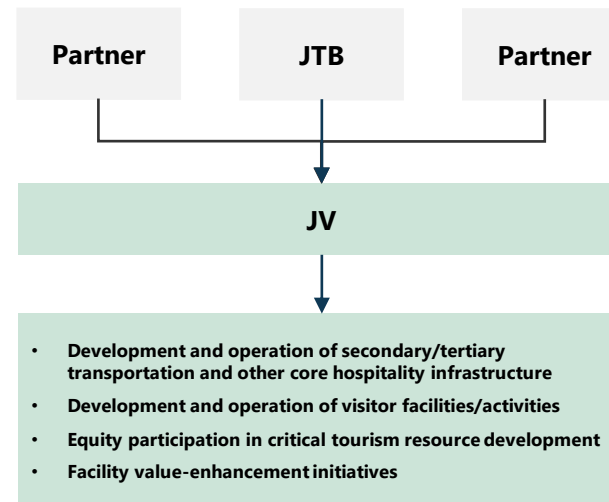 Partner
JTB
Partner
JV
• Development and operation of secondary/tertiary
transportation and other core hospitality infrastructure
• Development and operation of visitor facilities/activities
• Equity participation in critical tourism resource development
• Facility value-enhancement initiatives